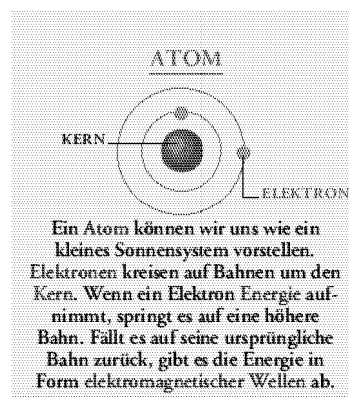 ATOM
KERN
ELEKTRON
Ein Atom können wir uns wie ein
kleines Sonnensystem vorstellen.
Elektronen kreisen auf Bahnen um den
Kern. Wenn ein Elektron Energie auf-
nimmt, springt es auf eine höhere
Bahn. Fällt es auf seine ursprüngliche
Bahn zurück, gibt es die Energie in
Form elektromagnetischer Wellen ab.